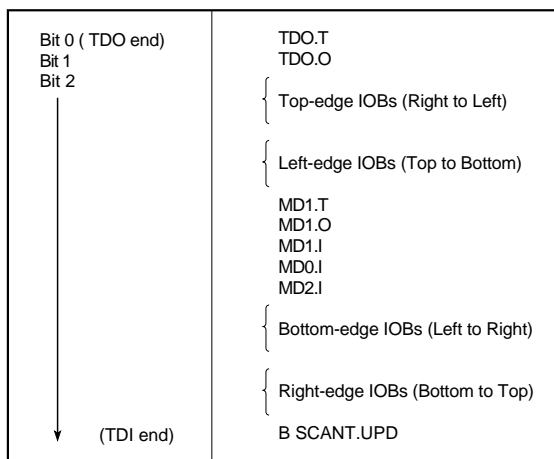 Bit 0 ( TDO end)
Bit 1
Bit 2
(TDI end)
TDO.T
TDO.O
Top-edge IOBs (Right to Left)
Left-edge IOBs (Top to Bottom)
MD1.T
MD1.O
MD1.I
MD0.I
MD2.I
Bottom-edge IOBs (Left to Right)
Right-edge IOBs (Bottom to Top)
B SCANT.UPD